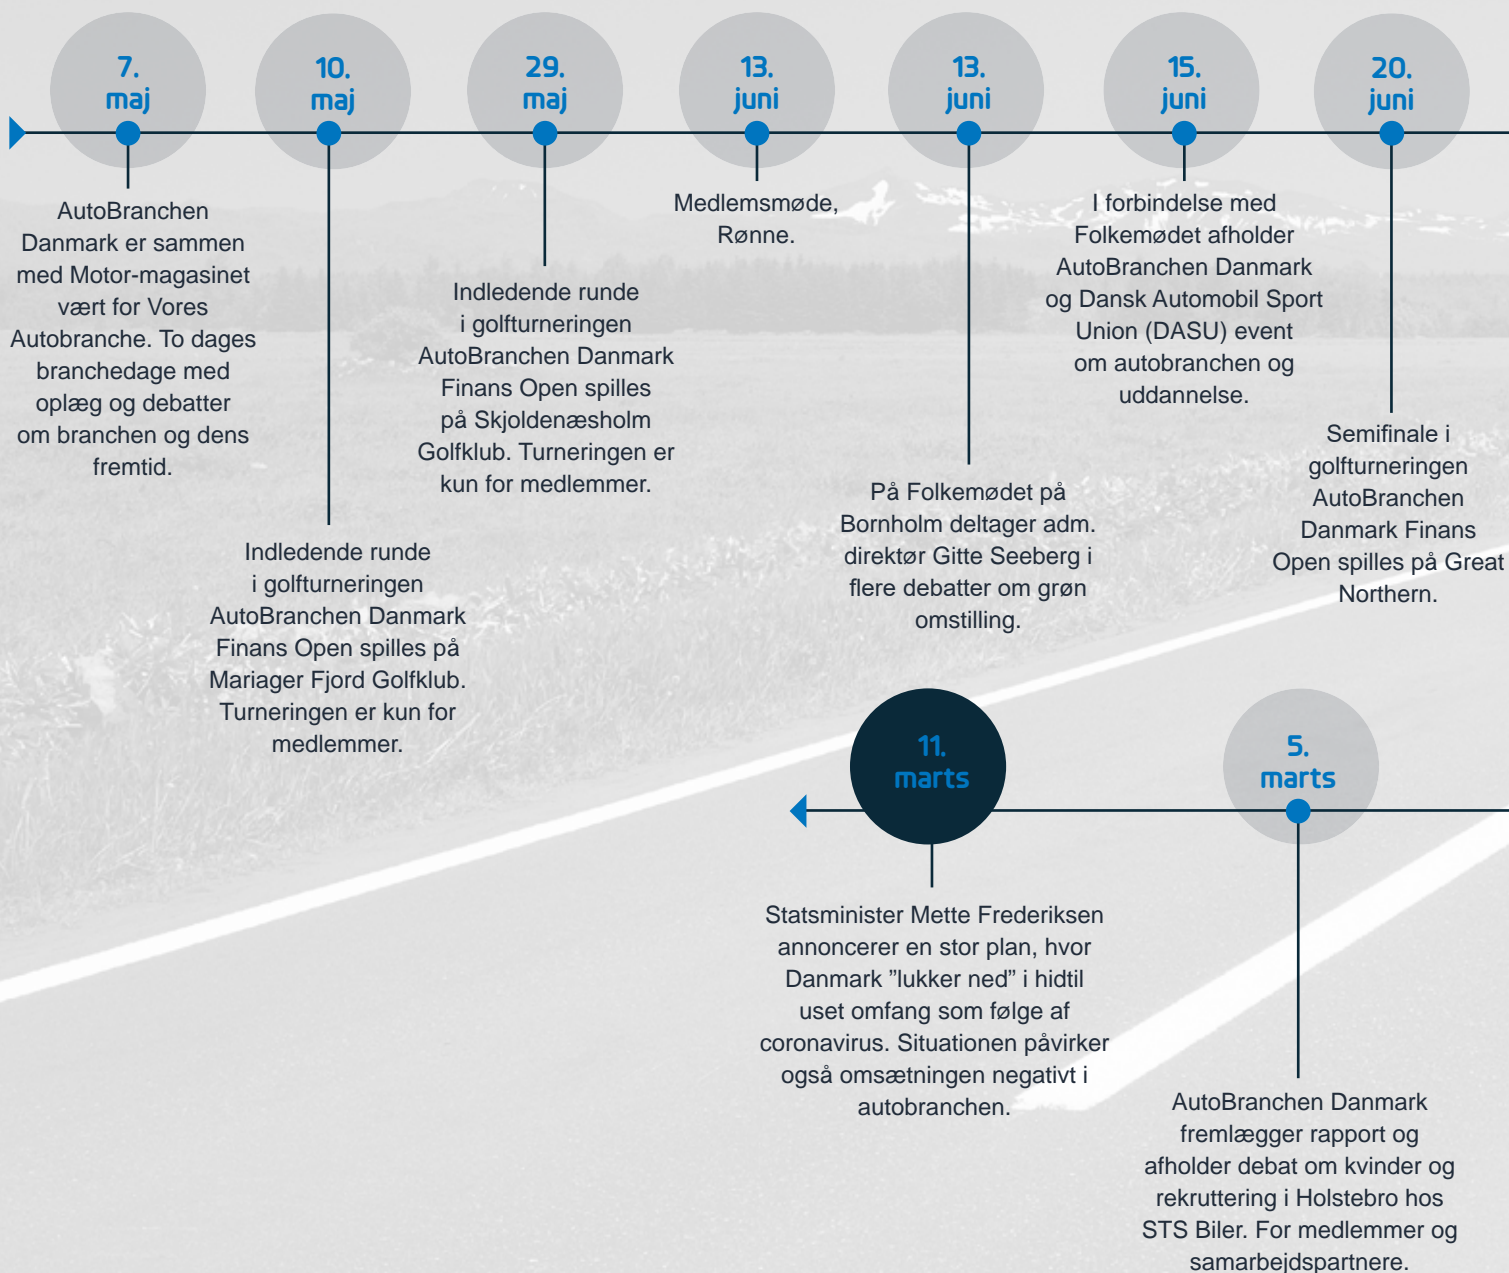 7.
maj
AutoBranchen
Danmark er sammen
med Motor-magasinet
vært for Vores
Autobranche. To dages
branchedage med
oplæg og debatter
om branchen og dens
fremtid.
10.
maj
Indledende runde
i golfturneringen
AutoBranchen Danmark
Finans Open spilles på
Mariager Fjord Golfklub.
Turneringen er kun for
medlemmer.
29.
maj
Indledende runde
i golfturneringen
AutoBranchen Danmark
Finans Open spilles
på Skjoldenæsholm
Golfklub. Turneringen er
kun for medlemmer.
13.
juni
Medlemsmøde,
Rønne.
13.
juni
På Folkemødet på
Bornholm deltager adm.
direktør Gitte Seeberg i
flere debatter om grøn
omstilling.
15.
juni
I forbindelse med
Folkemødet afholder
AutoBranchen Danmark
og Dansk Automobil Sport
Union (DASU) event
om autobranchen og
uddannelse.
20.
juni
Semifinale i
golfturneringen
AutoBranchen
Danmark Finans
Open spilles på Great
Northern.
11.
marts
Statsminister Mette Frederiksen
annoncerer en stor plan, hvor
Danmark ”lukker ned” i hidtil
uset omfang som følge af
coronavirus. Situationen påvirker
også omsætningen negativt i
autobranchen.
5.
marts
AutoBranchen Danmark
fremlægger rapport og
afholder debat om kvinder og
rekruttering i Holstebro hos
STS Biler. For medlemmer og
samarbejdspartnere.